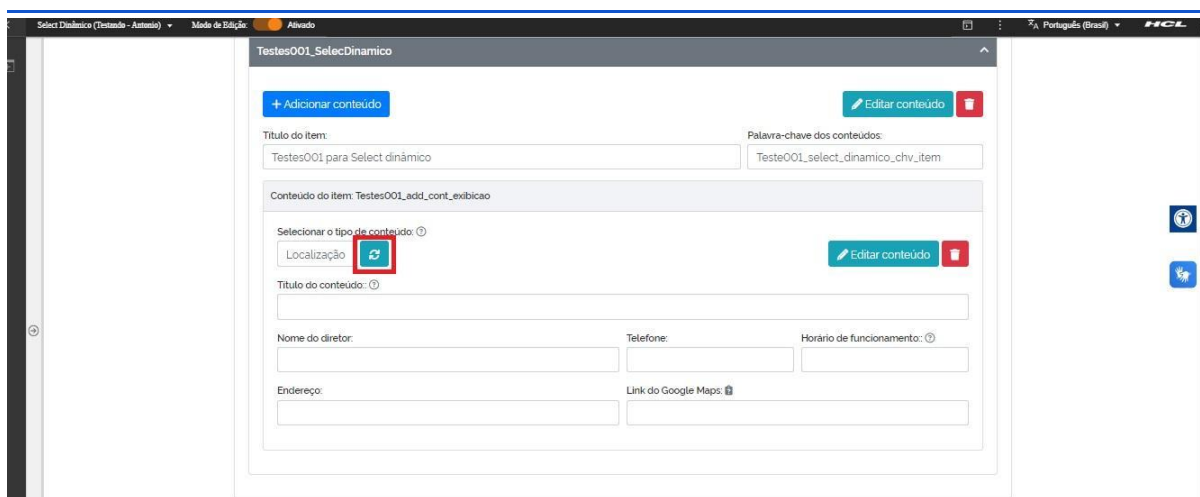 Select Dinâmico (Testando - Antonio) Modo de Edição: Ativado Português (Brasil) HCL
Testes001_SelecDinamico
+ Adicionar conteúdo Editar conteúdo
Título do item: Palavra-chave dos conteúdos:
Testes001 para Select dinâmico Teste001_select_dinamico_chv_item
Conteúdo do item: Testes001_add_cont_exibicao
Selecionar o tipo de conteúdo:
Localização Editar conteúdo
Título do conteúdo::
Nome do diretor: Telefone: Horário de funcionamento::
Endereço: Link do Google Maps: